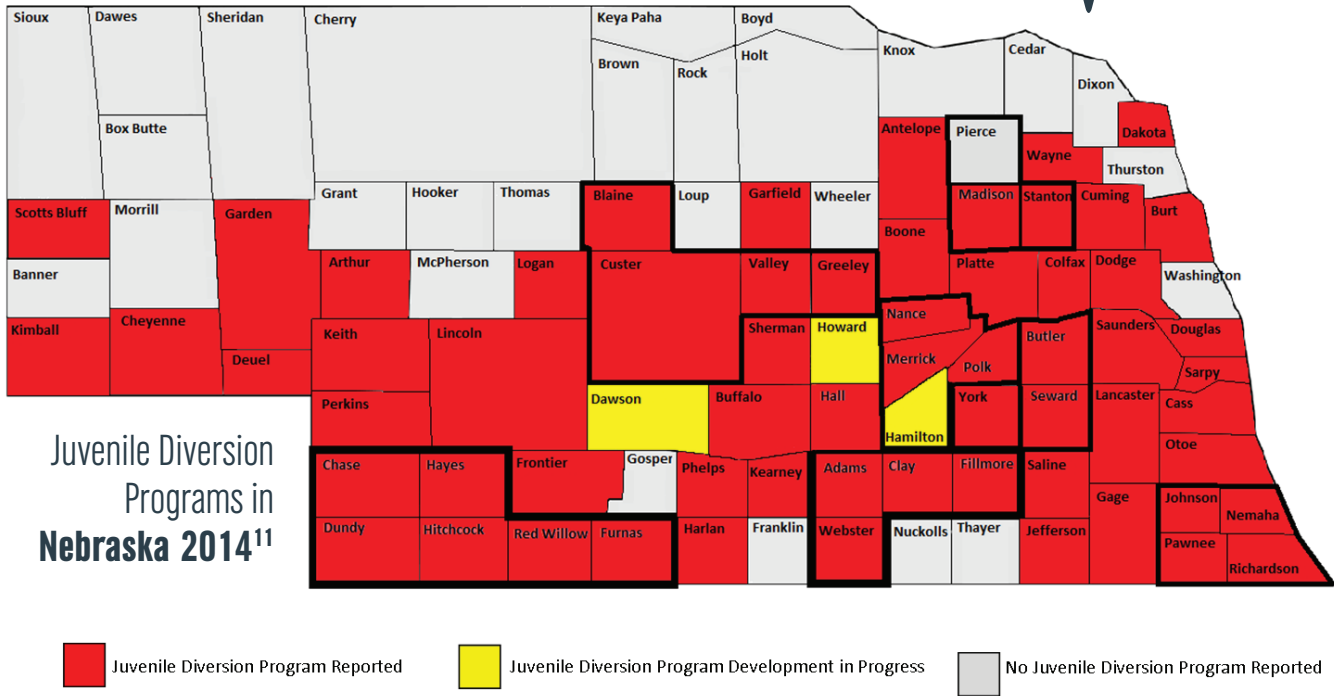 Sioux
Dawes
Sheridan
Cherry
Keya Paha
Boyd
Knox
Cedar
Brown
Rock
Holt
Dixon
Box Butte
Antelope
Pierce
Dakota
Wayne
Thurston
Grant
Hooker
Thomas
Blaine
Loup
Garfield
Wheeler
Madison
Stanton
Cuming
Burt
Scotts Bluff
Morrill
Garden
Boone
Banner
Arthur
McPherson
Logan
Custer
Valley
Greeley
Platte
Colfax
Dodge
Washington
Kimball
Cheyenne
Keith
Lincoln
Sherman
Howard
Nance
Butler
Saunders
Douglas
Deuel
Merrick
Polk
Sarpy
Perkins
Dawson
Buffalo
Hall
York
Seward
Lancaster
Cass
Hamilton
Otoe
Chase
Hayes
Frontier
Gosper
Phelps
Kearney
Adams
Clay
Fillmore
Saline
Gage
Johnson
Nemaha
Dundy
Hitchcock
Red Willow
Furnas
Harlan
Franklin
Webster
Nuckolls
Thayer
Jefferson
Pawnee
Richardson
Juvenile Diversion
Programs in
Nebraska 2014¹¹
Juvenile Diversion Program Reported
Juvenile Diversion Program Development in Progress
No Juvenile Diversion Program Reported